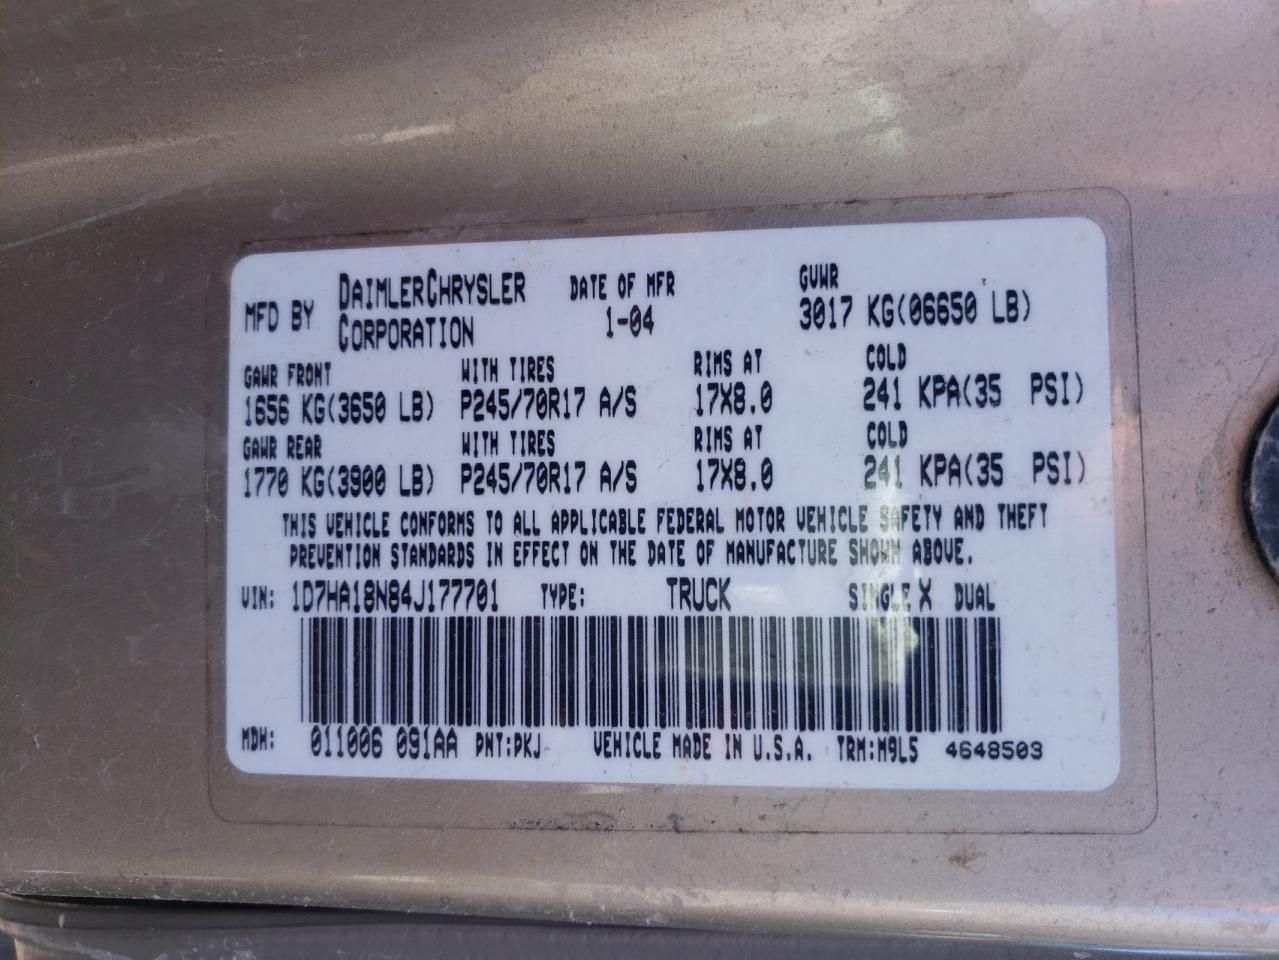 MFD BY DAIMLERCHRYSLER CORPORATION DATE OF MFR 1-04 GVWR 3017 KG(06650 LB)
GAWR FRONT WITH TIRES RIMS AT COLD
1656 KG(3650 LB) P245/70R17 A/S 17X8.0 241 KPA(35 PSI)
GAWR REAR WITH TIRES RIMS AT COLD
1770 KG(3900 LB) P245/70R17 A/S 17X8.0 241 KPA(35 PSI)
THIS VEHICLE CONFORMS TO ALL APPLICABLE FEDERAL MOTOR VEHICLE SAFETY AND THEFT
PREVENTION STANDARDS IN EFFECT ON THE DATE OF MANUFACTURE SHOWN ABOVE.
VIN: 1D7HA18N84J177701 TYPE: TRUCK SINGLE X DUAL
MDH: 011006 091AA PNT:PKJ VEHICLE MADE IN U.S.A. TRM:M9L5 4648503